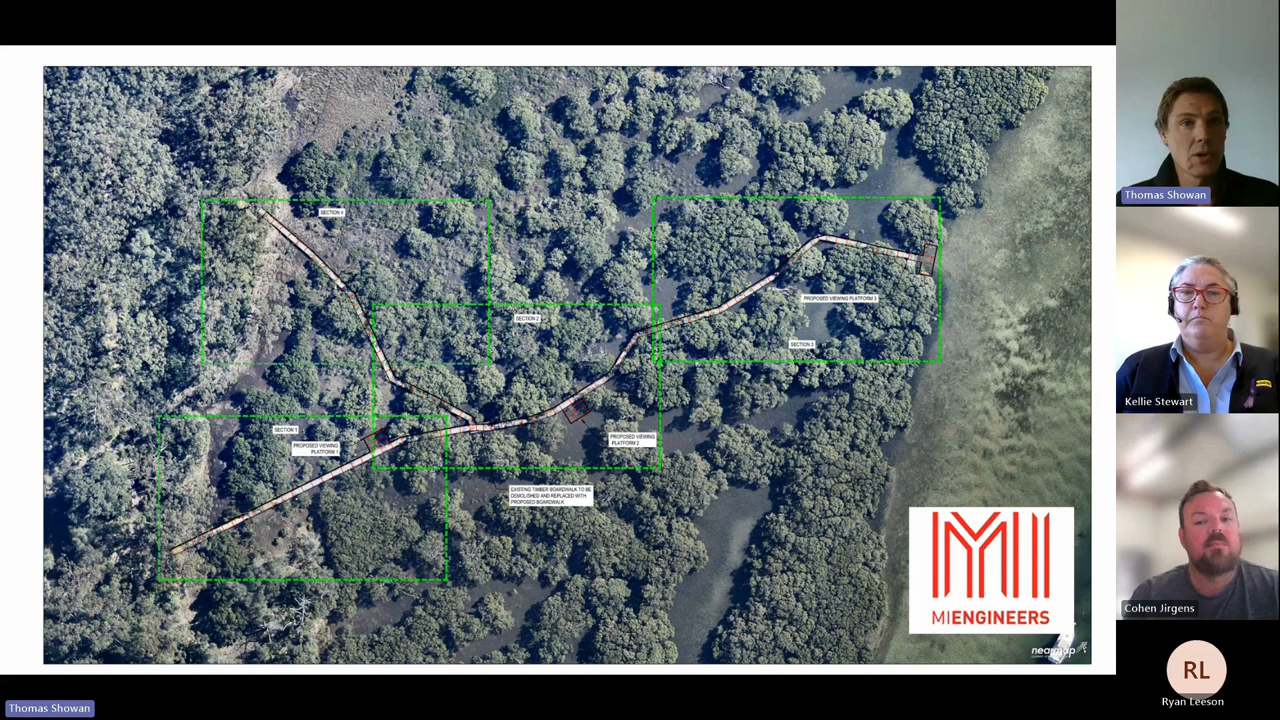 SECTION 4
SECTION 2
PROPOSED VIEWING PLATFORM 3
SECTION 3
SECTION 1
PROPOSED VIEWING
PLATFORM 1
PROPOSED VIEWING
PLATFORM 2
EXISTING TIMBER BOARDWALK TO BE
DEMOLISHED AND REPLACED WITH
PROPOSED BOARDWALK
MIENGINEERS
nearmap
Thomas Showan
Thomas Showan
Kellie Stewart
Cohen Jirgens
RL
Ryan Leeson